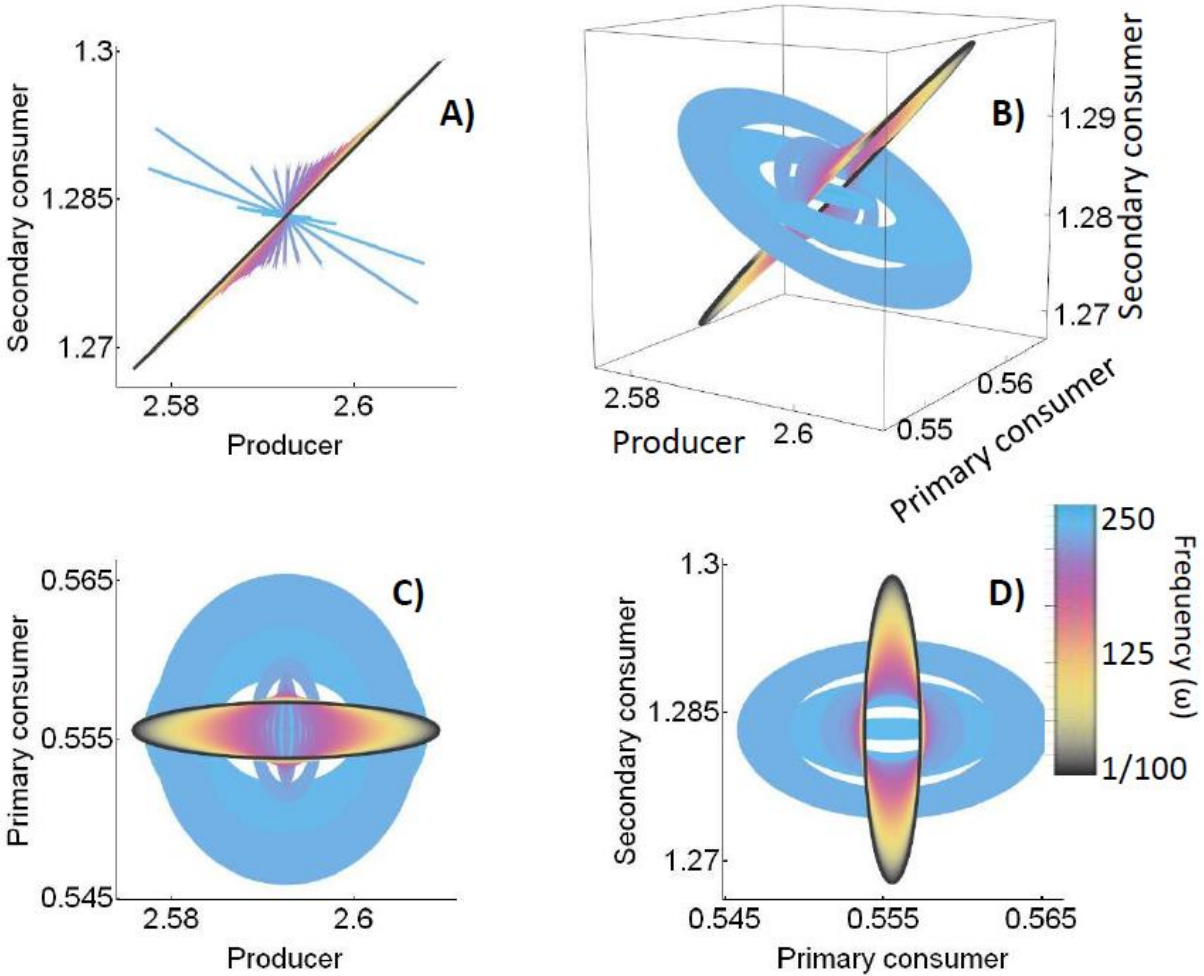 A)
1.3
1.285
1.27
Secondary consumer
2.58
2.6
Producer
B)
1.29
1.28
1.27
Secondary consumer
2.58
2.6
Producer
0.55
0.56
Primary consumer
C)
0.565
0.555
0.545
Primary consumer
2.58
2.6
Producer
D)
1.3
1.285
1.27
Secondary consumer
0.545
0.555
0.565
Primary consumer
250
125
1/100
Frequency (ω)